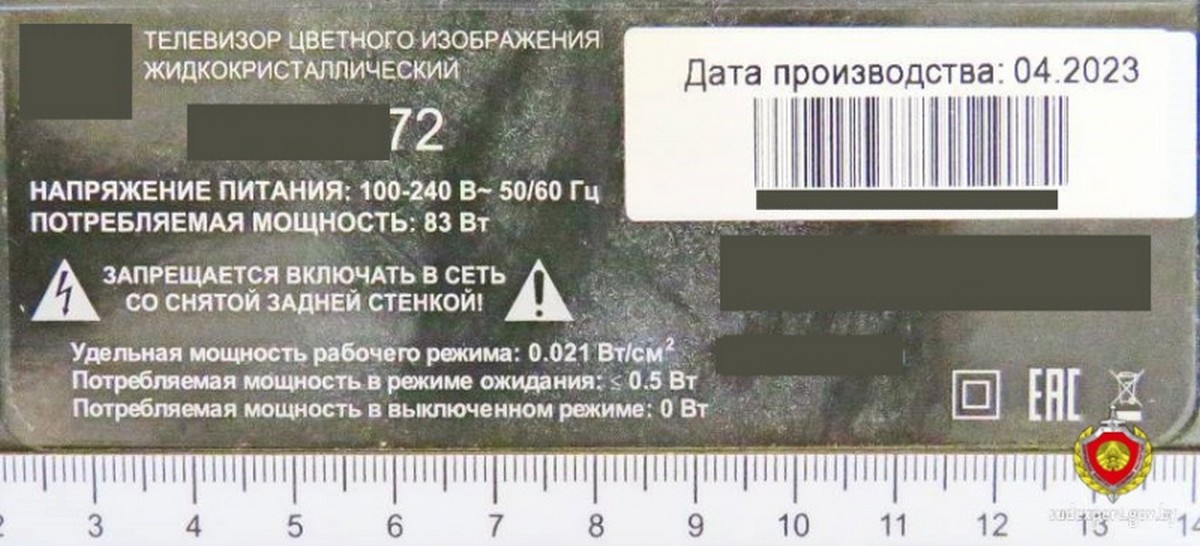 ТЕЛЕВИЗОР ЦВЕТНОГО ИЗОБРАЖЕНИЯ
ЖИДКОКРИСТАЛЛИЧЕСКИЙ
72
НАПРЯЖЕНИЕ ПИТАНИЯ: 100-240 В~ 50/60 Гц
ПОТРЕБЛЯЕМАЯ МОЩНОСТЬ: 83 Вт
ЗАПРЕЩАЕТСЯ ВКЛЮЧАТЬ В СЕТЬ
СО СНЯТОЙ ЗАДНЕЙ СТЕНКОЙ!
Удельная мощность рабочего режима: 0.021 Вт/см²
Потребляемая мощность в режиме ожидания: ≤ 0.5 Вт
Потребляемая мощность в выключенном режиме: 0 Вт
Дата производства: 04.2023
EAC
sudexpert.gov.by
2 3 4 5 6 7 8 9 10 11 12 13 14